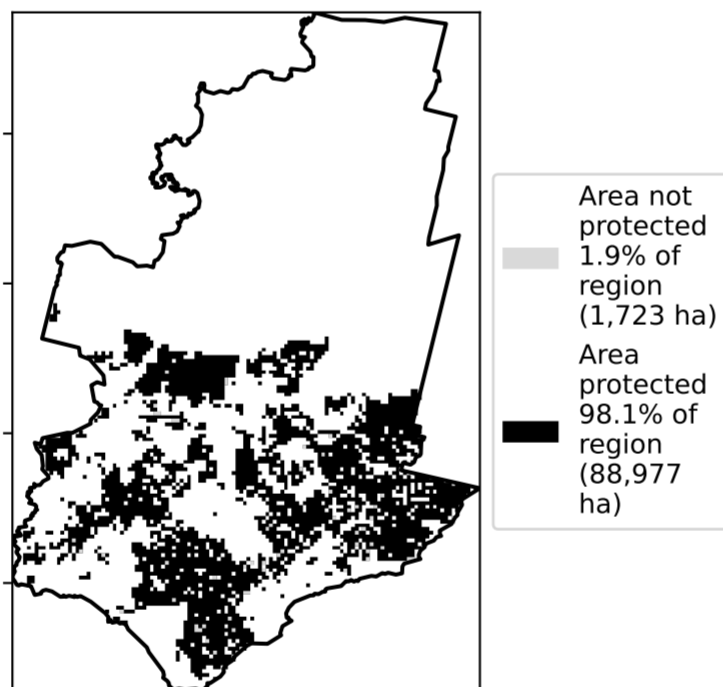 Area not
protected
1.9% of
region
(1,723 ha)
Area
protected
98.1% of
region
(88,977
ha)